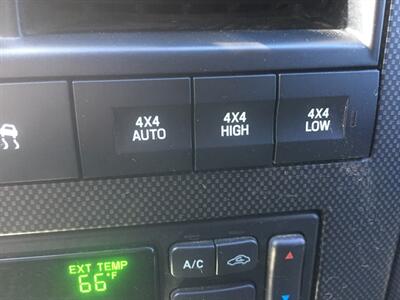 4X4
AUTO
4X4
HIGH
4X4
LOW
EXT TEMP
66°F
A/C